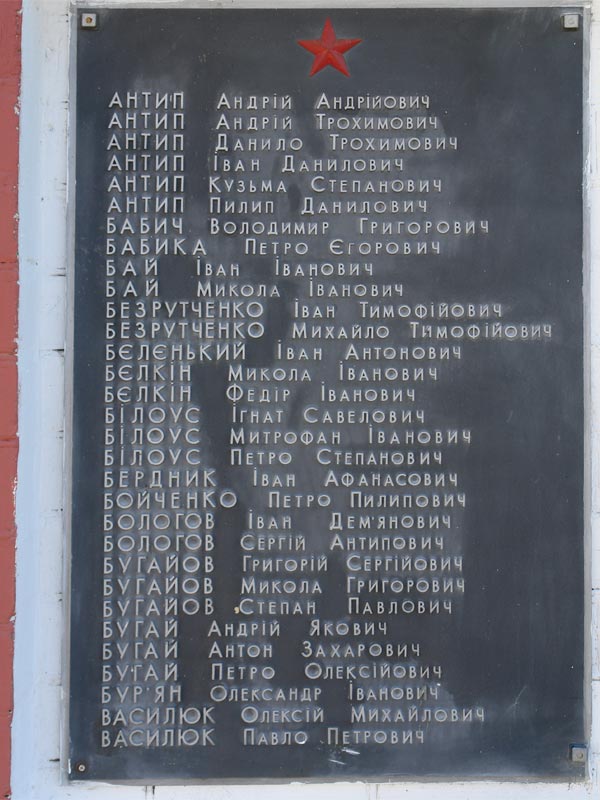 АНТИП Андрій Андрійович
АНТИП Андрій Трохимович
АНТИП Данило Трохимович
АНТИП Іван Данилович
АНТИП Кузьма Степанович
АНТИП Пилип Данилович
БАБИЧ Володимир Григорович
БАБИКА Петро Єгорович
БАЙ Іван Іванович
БАЙ Микола Іванович
БЕЗРУТЧЕНКО Іван Тимофійович
БЕЗРУТЧЕНКО Михайло Тимофійович
БЄЛЄНЬКИЙ Іван Антонович
БЄЛКІН Микола Іванович
БЄЛКІН Федір Іванович
БІЛОУС Ігнат Савелович
БІЛОУС Митрофан Іванович
БІЛОУС Петро Степанович
БЕРДНИК Іван Афанасович
БОЙЧЕНКО Петро Пилипович
БОЛОГОВ Іван Дем'янович
БОЛОГОВ Сергій Антипович
БУГАЙОВ Григорій Сергійович
БУГАЙОВ Микола Григорович
БУГАЙОВ Степан Павлович
БУГАЙ Андрій Якович
БУГАЙ Антон Захарович
БУГАЙ Петро Олексійович
БУР'ЯН Олександр Іванович
ВАСИЛЮК Олексій Михайлович
ВАСИЛЮК Павло Петрович